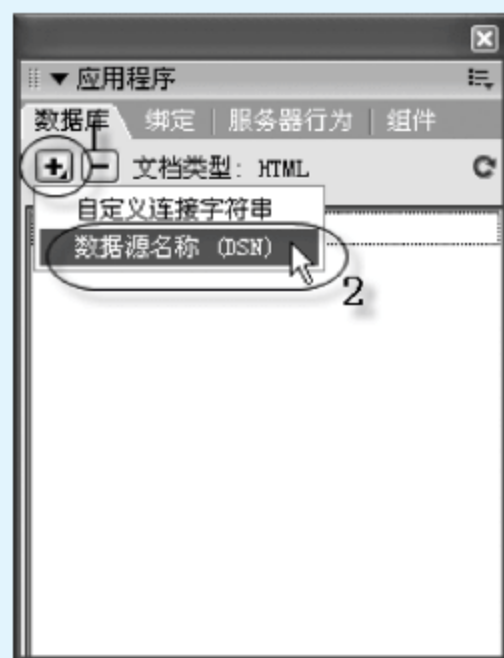 应用程序
数据库 绑定 服务器行为 组件
文档类型: HTML
自定义连接字符串
数据源名称 (DSN)
2